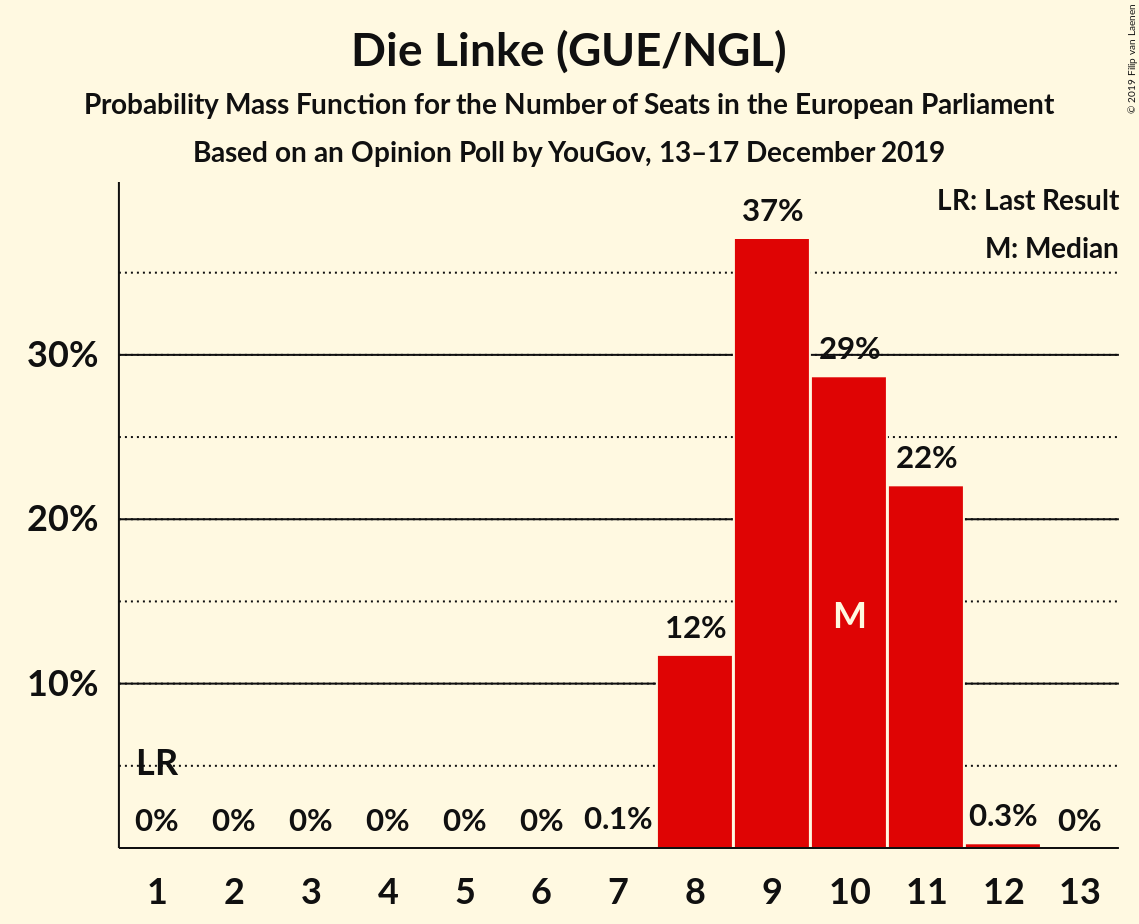 Die Linke (GUE/NGL)
Probability Mass Function for the Number of Seats in the European Parliament
Based on an Opinion Poll by YouGov, 13–17 December 2019
© 2019 Filip van Laenen
LR: Last Result
M: Median
37%
30%
29%
22%
20%
M
12%
10%
LR
0% 0% 0% 0% 0% 0% 0.1% 0.3% 0%
1 2 3 4 5 6 7 8 9 10 11 12 13